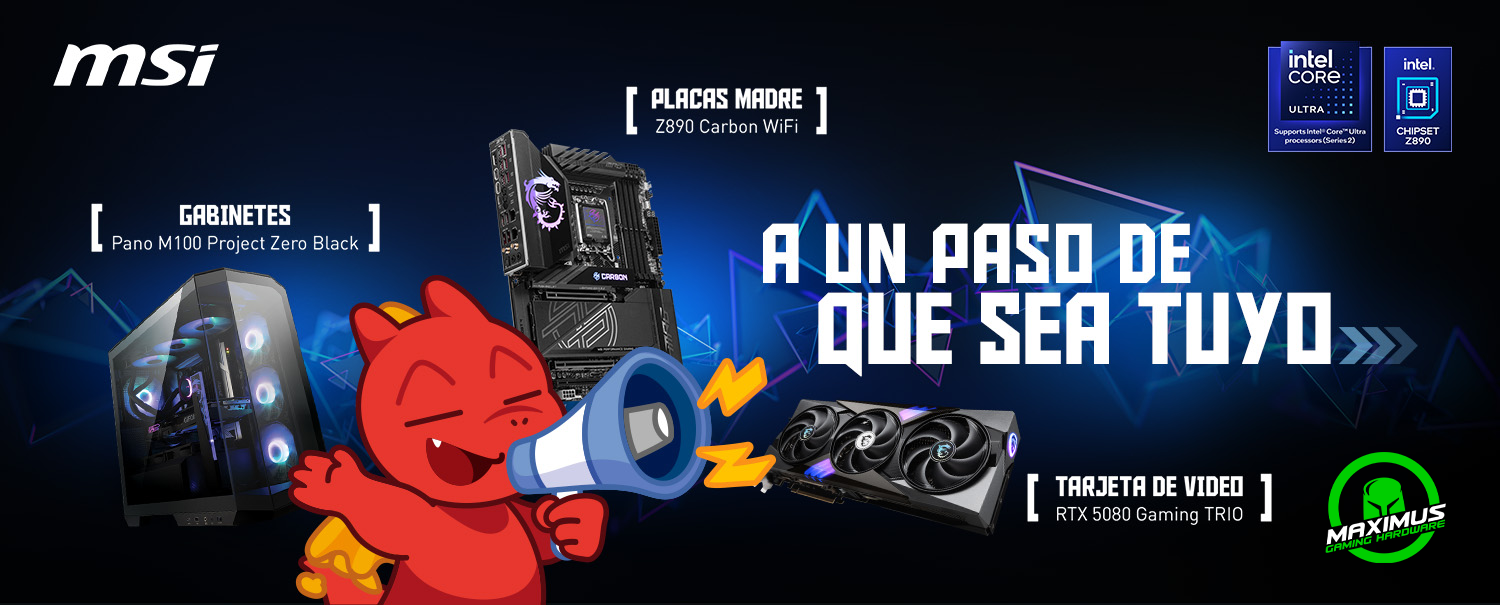 msi
intel
CORE
ULTRA
Supports Intel® Core™ Ultra
processors (Series 2)
intel.
CHIPSET
Z890
PLACAS MADRE
Z890 Carbon WiFi
GABINETES
Pano M100 Project Zero Black
CARBON
A UN PASO DE
QUE SEA TUYO
TARJETA DE VIDEO
RTX 5080 Gaming TRIO
MAXIMUS
GAMING HARDWARE